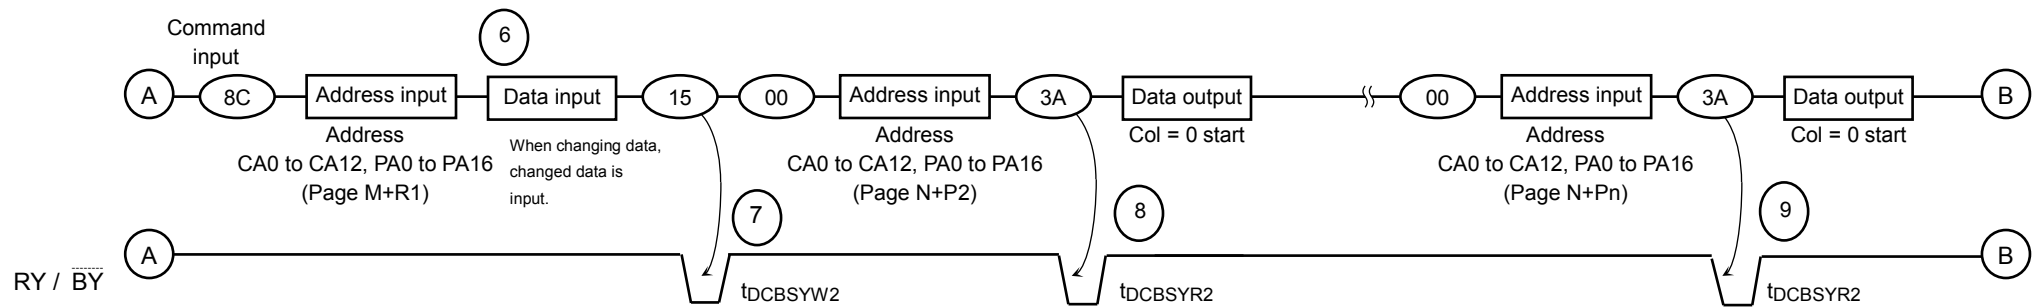 Command
input
6
A
8C
Address input
Data input
15
00
Address input
3A
Data output
00
Address input
3A
Data output
B
Address
CA0 to CA12, PA0 to PA16
(Page M+R1)
When changing data,
changed data is
input.
Address
CA0 to CA12, PA0 to PA16
(Page N+P2)
Col = 0 start
Address
CA0 to CA12, PA0 to PA16
(Page N+Pn)
Col = 0 start
7
8
9
A
B
RY / BY
tDCBSYW2
tDCBSYR2
tDCBSYR2